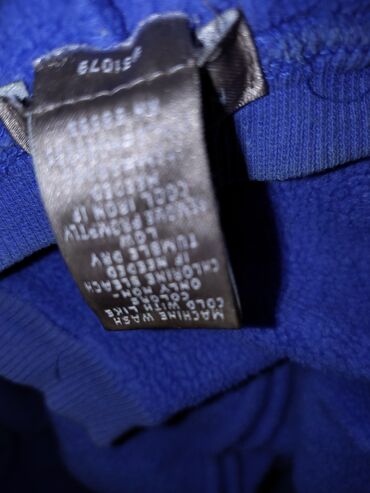 MACHINE WASH
COLD WITH LIKE
COLORS
ONLY NON-
CHLORINE BLEACH
IF NEEDED
TUMBLE DRY
LOW
REMOVE PROMPTLY
COOL IRON IF
NEEDED
51079